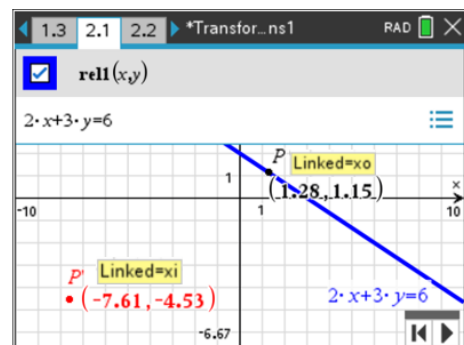 1.3 2.1 2.2 *Transfor...ns1 RAD
rel1(x,y)
2·x+3·y=6
P Linked=xo
1 (1.28,1.15) x
-10 1 10
P' Linked=xi
(-7.61,-4.53) 2·x+3·y=6
-6.67